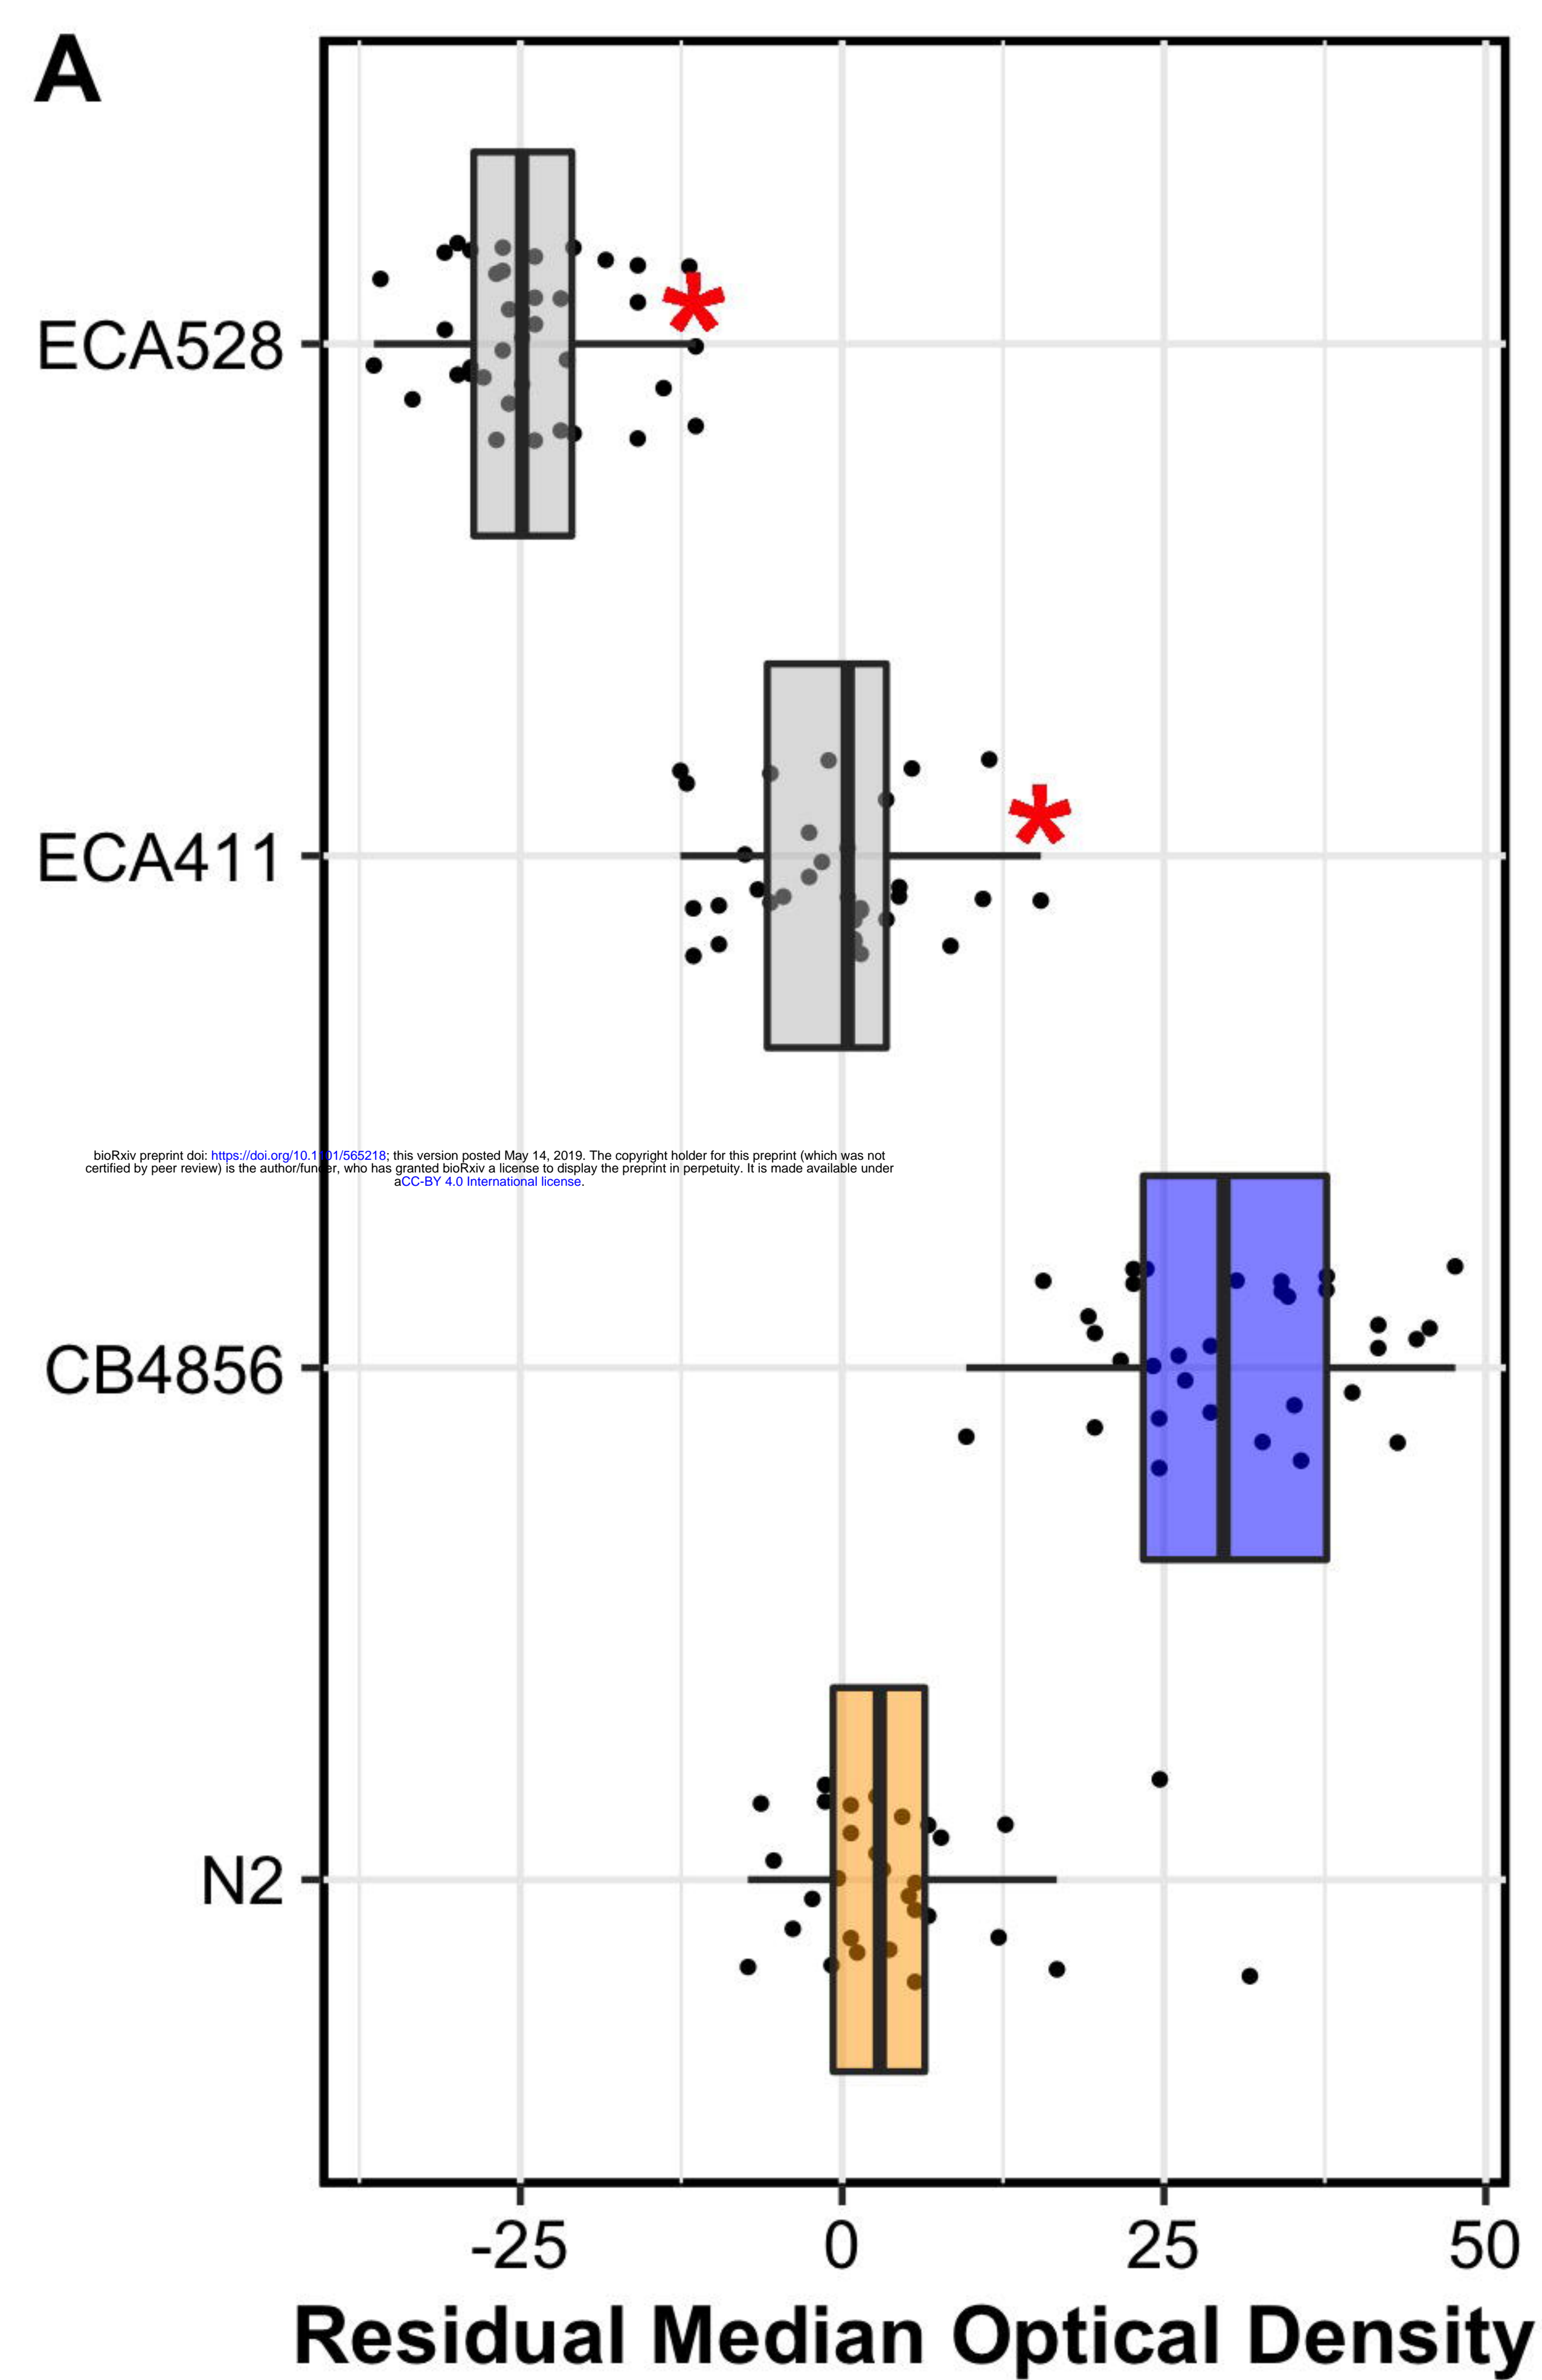 A
ECA528
*
ECA411
*
bioRxiv preprint doi: https://doi.org/10.1101/565218; this version posted May 14, 2019. The copyright holder for this preprint (which was not
certified by peer review) is the author/funder, who has granted bioRxiv a license to display the preprint in perpetuity. It is made available under
aCC-BY 4.0 International license.
CB4856
N2
-25 0 25 50
Residual Median Optical Density